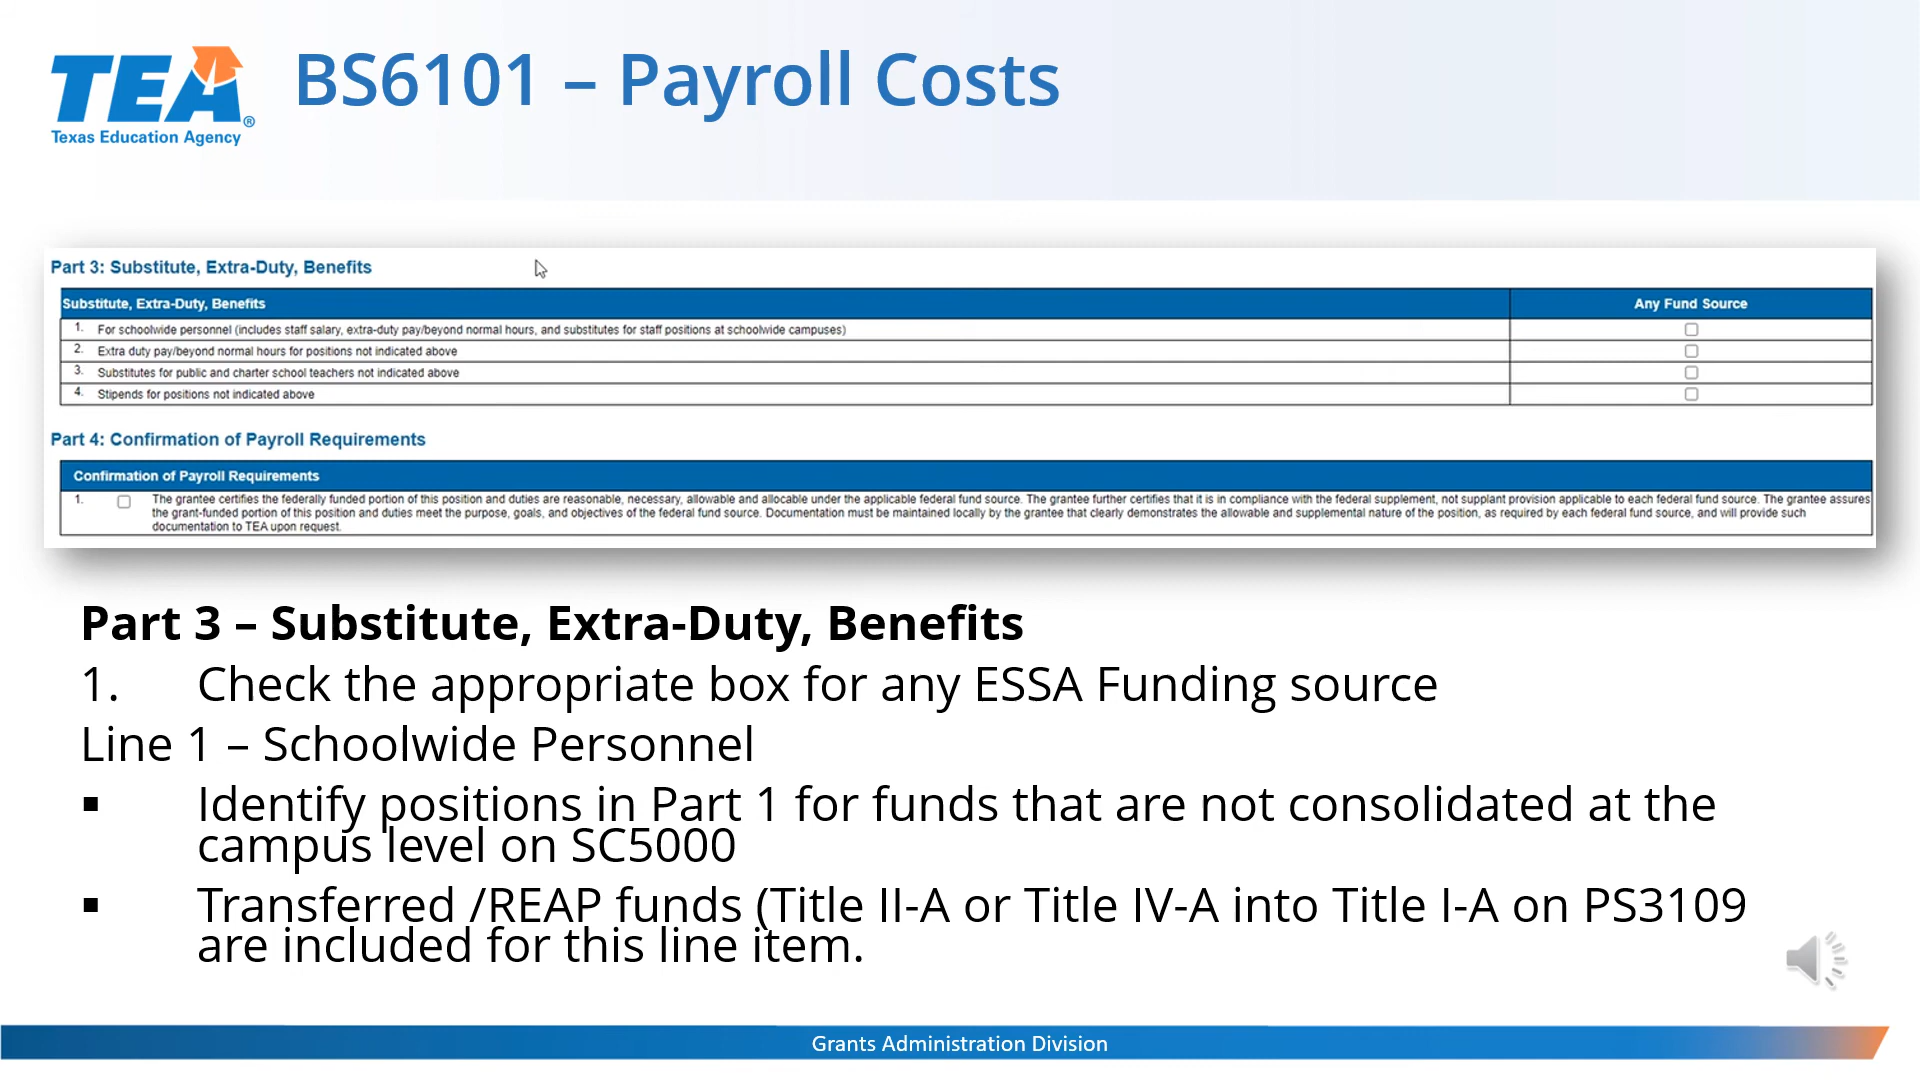 TEA®
Texas Education Agency
BS6101 – Payroll Costs
Part 3: Substitute, Extra-Duty, Benefits
Substitute, Extra-Duty, Benefits Any Fund Source
1. For schoolwide personnel (includes staff salary, extra-duty pay/beyond normal hours, and substitutes for staff positions at schoolwide campuses)
2. Extra duty pay/beyond normal hours for positions not indicated above
3. Substitutes for public and charter school teachers not indicated above
4. Stipends for positions not indicated above
Part 4: Confirmation of Payroll Requirements
Confirmation of Payroll Requirements
1. The grantee certifies the federally funded portion of this position and duties are reasonable, necessary, allowable and allocable under the applicable federal fund source. The grantee further certifies that it is in compliance with the federal supplement, not supplant provision applicable to each federal fund source. The grantee assures
the grant-funded portion of this position and duties meet the purpose, goals, and objectives of the federal fund source. Documentation must be maintained locally by the grantee that clearly demonstrates the allowable and supplemental nature of the position, as required by each federal fund source, and will provide such
documentation to TEA upon request.
Part 3 – Substitute, Extra-Duty, Benefits
1. Check the appropriate box for any ESSA Funding source
Line 1 – Schoolwide Personnel
▪ Identify positions in Part 1 for funds that are not consolidated at the
campus level on SC5000
▪ Transferred /REAP funds (Title II-A or Title IV-A into Title I-A on PS3109
are included for this line item.
Grants Administration Division